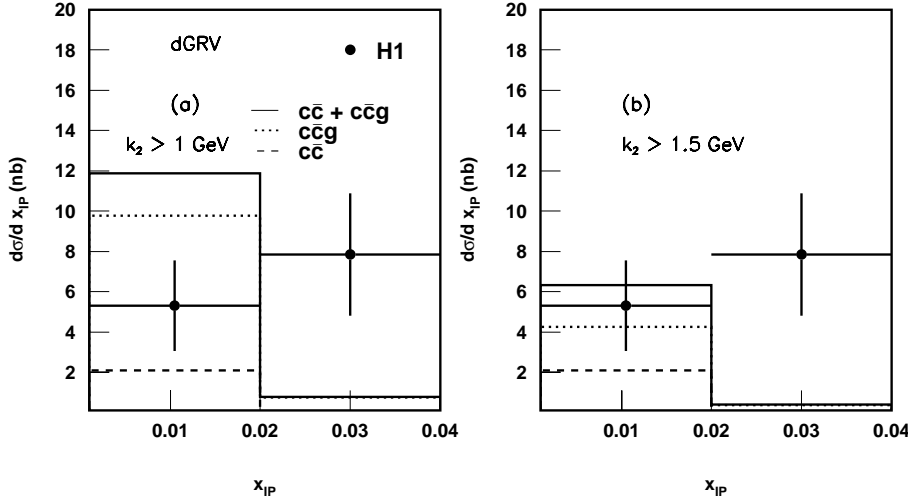 dσ/d x_IP (nb)
20
18
16
14
12
10
8
6
4
2
dGRV
H1
(a)
cc̄ + cc̄g
cc̄g
cc̄
k₂ > 1 GeV
0.01 0.02 0.03 0.04
x_IP
dσ/d x_IP (nb)
20
18
16
14
12
10
8
6
4
2
(b)
k₂ > 1.5 GeV
0.01 0.02 0.03 0.04
x_IP